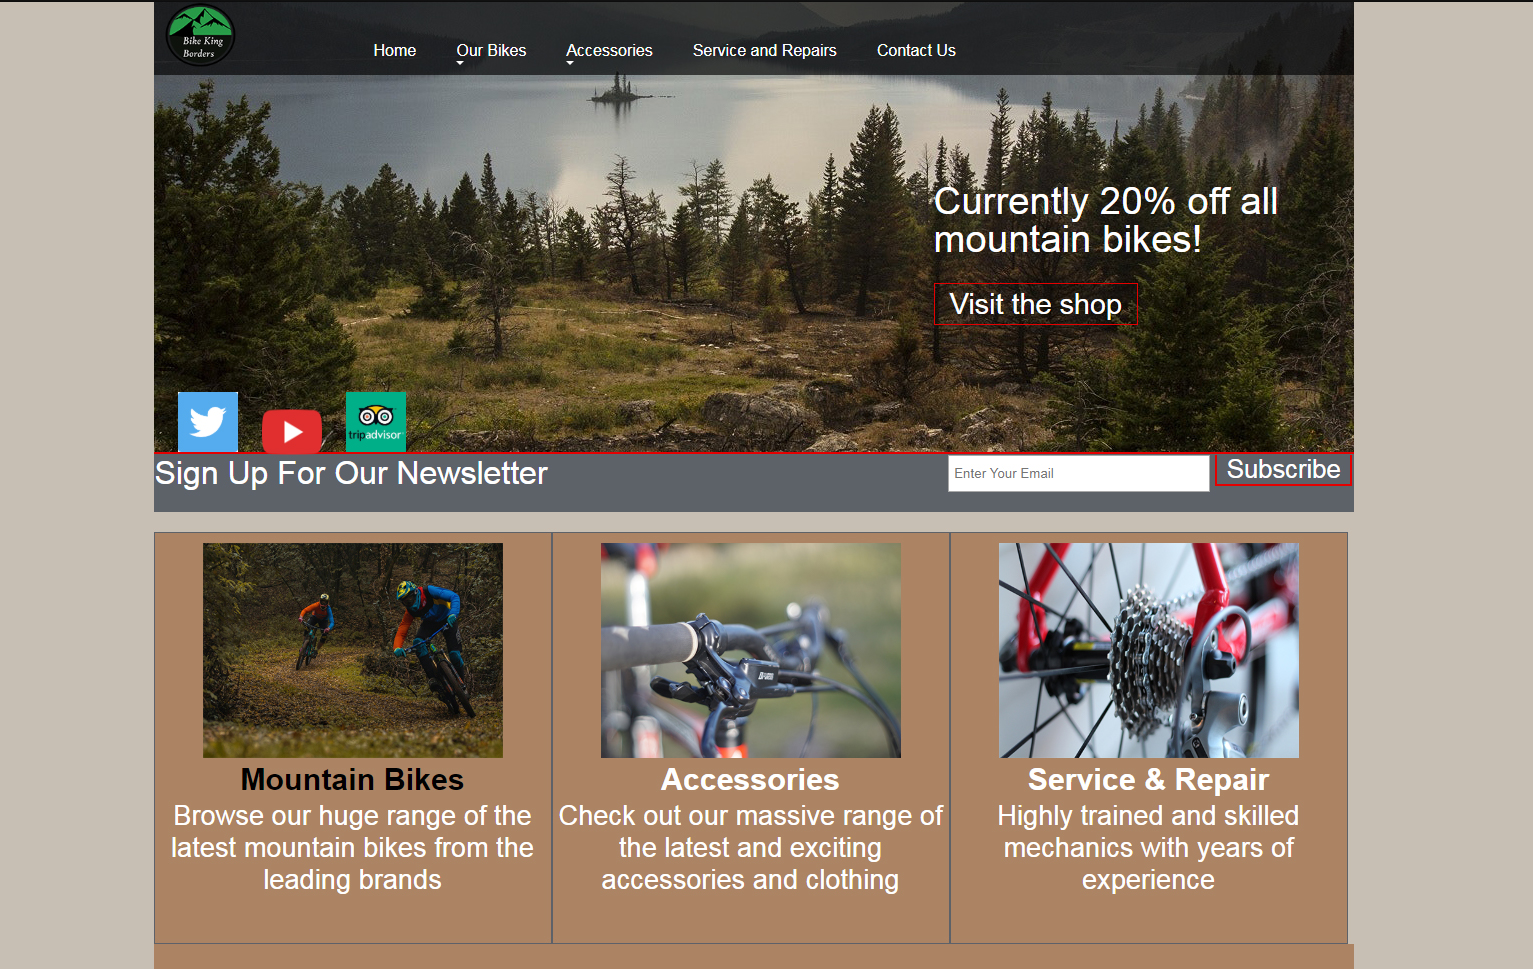 Bike King
Borders
Home Our Bikes Accessories Service and Repairs Contact Us
Currently 20% off all
mountain bikes!
Visit the shop
tripadvisor
Sign Up For Our Newsletter
Enter Your Email
Subscribe
Mountain Bikes
Browse our huge range of the
latest mountain bikes from the
leading brands
Accessories
Check out our massive range of
the latest and exciting
accessories and clothing
Service & Repair
Highly trained and skilled
mechanics with years of
experience